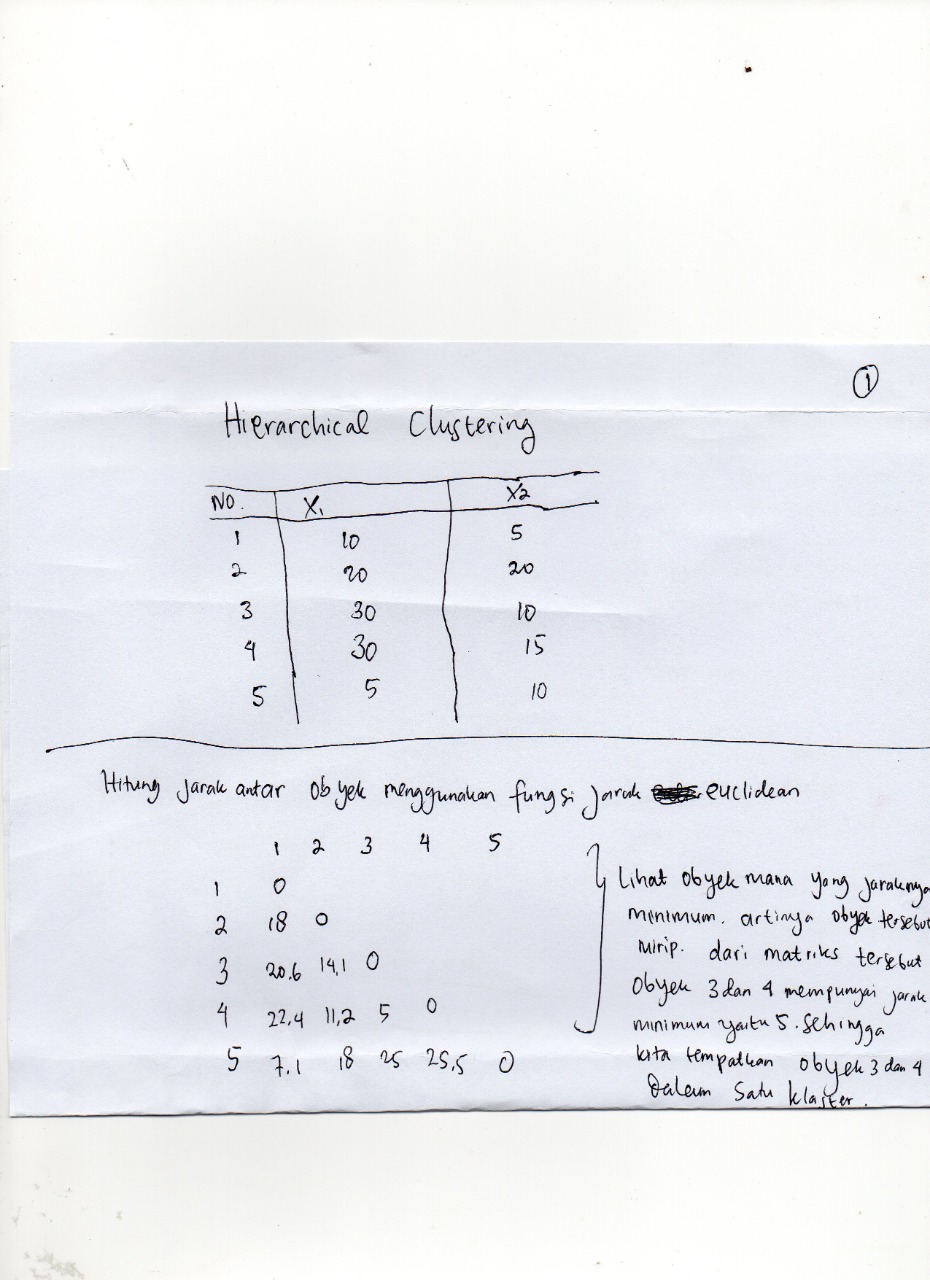 1
Hierarchical Clustering
NO. X1 X2
1 10 5
2 20 20
3 30 10
4 30 15
5 5 10
Hitung jarak antar obyek menggunakan fungsi jarak euclidean
1 2 3 4 5
1 0
2 18 0
3 20.6 14,1 0
4 22,4 11,2 5 0
5 7.1 18 25 25,5 0
Lihat obyek mana yang jaraknya
minimum. artinya obyek tersebut
mirip. dari matriks tersebut
obyek 3 dan 4 mempunyai jarak
minimum yaitu 5. sehingga
kita tempatkan obyek 3 dan 4
dalam satu klaster.